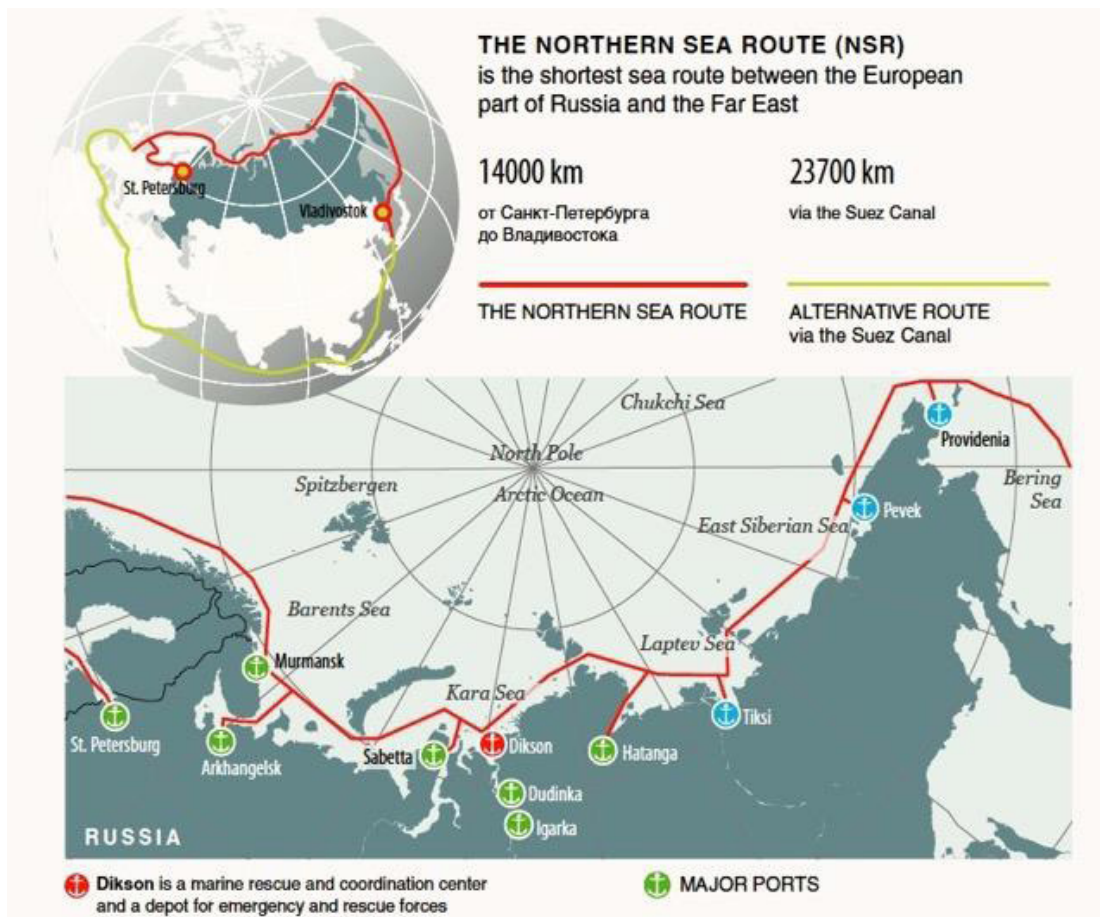 THE NORTHERN SEA ROUTE (NSR)
is the shortest sea route between the European
part of Russia and the Far East
14000 km
от Санкт-Петербурга
до Владивостока
23700 km
via the Suez Canal
THE NORTHERN SEA ROUTE
ALTERNATIVE ROUTE
via the Suez Canal
St. Petersburg
Vladivostok
Chukchi Sea
North Pole
Providenia
Spitzbergen
Arctic Ocean
Bering
Sea
Pevek
East Siberian Sea
Barents Sea
Laptev Sea
Murmansk
Kara Sea
St. Petersburg
Arkhangelsk
Sabetta
Dikson
Hatanga
Tiksi
Dudinka
Igarka
RUSSIA
Dikson is a marine rescue and coordination center
and a depot for emergency and rescue forces
MAJOR PORTS